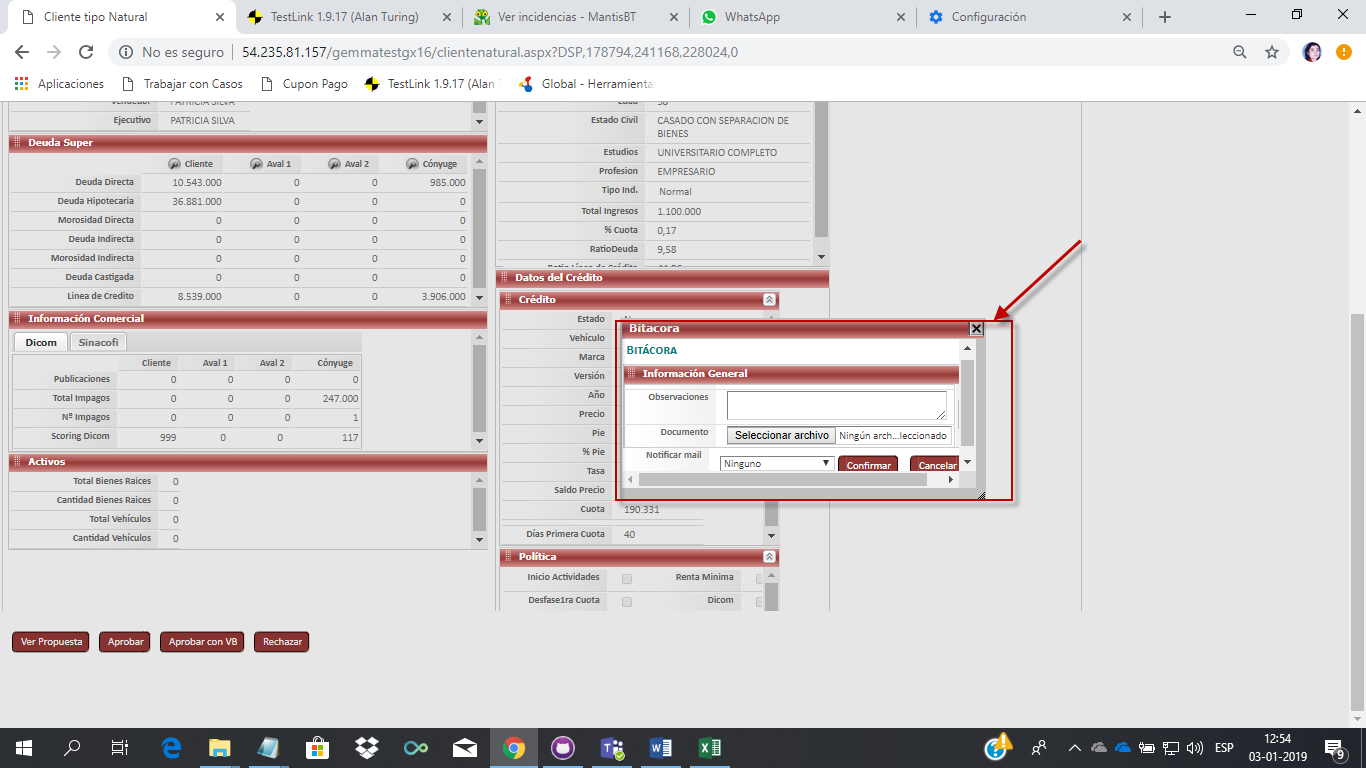 Cliente tipo Natural
TestLink 1.9.17 (Alan Turing)
Ver incidencias - MantisBT
WhatsApp
Configuración
No es seguro
54.235.81.157/gemmatestgx16/clientenatural.aspx?DSP,178794,241168,228024,0
Aplicaciones
Trabajar con Casos
Cupon Pago
TestLink 1.9.17 (Alan
Global - Herramienta
Vendedor PATRICIA SILVA
Ejecutivo PATRICIA SILVA
Deuda Super
Cliente Aval 1 Aval 2 Cónyuge
Deuda Directa 10.543.000 0 0 985.000
Deuda Hipotecaria 36.881.000 0 0 0
Morosidad Directa 0 0 0 0
Deuda Indirecta 0 0 0 0
Morosidad Indirecta 0 0 0 0
Deuda Castigada 0 0 0 0
Linea de Credito 8.539.000 0 0 3.906.000
Información Comercial
Dicom Sinacofi
Cliente Aval 1 Aval 2 Cónyuge
Publicaciones 0 0 0 0
Total Impagos 0 0 0 247.000
Nº Impagos 0 0 0 1
Scoring Dicom 999 0 0 117
Activos
Total Bienes Raices 0
Cantidad Bienes Raices 0
Total Vehículos 0
Cantidad Vehículos 0
Edad
Estado Civil CASADO CON SEPARACION DE
BIENES
Estudios UNIVERSITARIO COMPLETO
Profesion EMPRESARIO
Tipo Ind. Normal
Total Ingresos 1.100.000
% Cuota 0,17
RatioDeuda 9,58
Datos del Crédito
Crédito
Estado
Vehículo
Marca
Versión
Año
Precio
Pie
% Pie
Tasa
Saldo Precio
Cuota 190.331
Días Primera Cuota 40
Política
Inicio Actividades Renta Minima
Desfase1ra Cuota Dicom
Bitacora
BITÁCORA
Información General
Observaciones
Documento Seleccionar archivo Ningún arch...leccionado
Notificar mail Ninguno Confirmar Cancelar
Ver Propuesta Aprobar Aprobar con VB Rechazar
ESP
12:54
03-01-2019
9